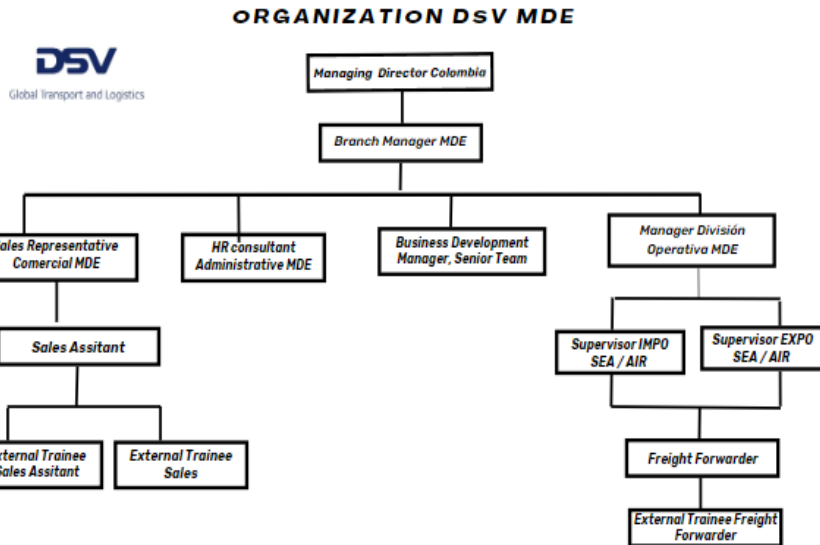 ORGANIZATION DSV MDE
DSV
Global Transport and Logistics
Managing Director Colombia
Branch Manager MDE
ales Representative
Comercial MDE
HR consultant
Administrative MDE
Business Development
Manager, Senior Team
Manager División
Operativa MDE
Sales Assitant
Supervisor IMPO
SEA / AIR
Supervisor EXPO
SEA / AIR
xternal Trainee
Sales Assitant
External Trainee
Sales
Freight Forwarder
External Trainee Freight
Forwarder